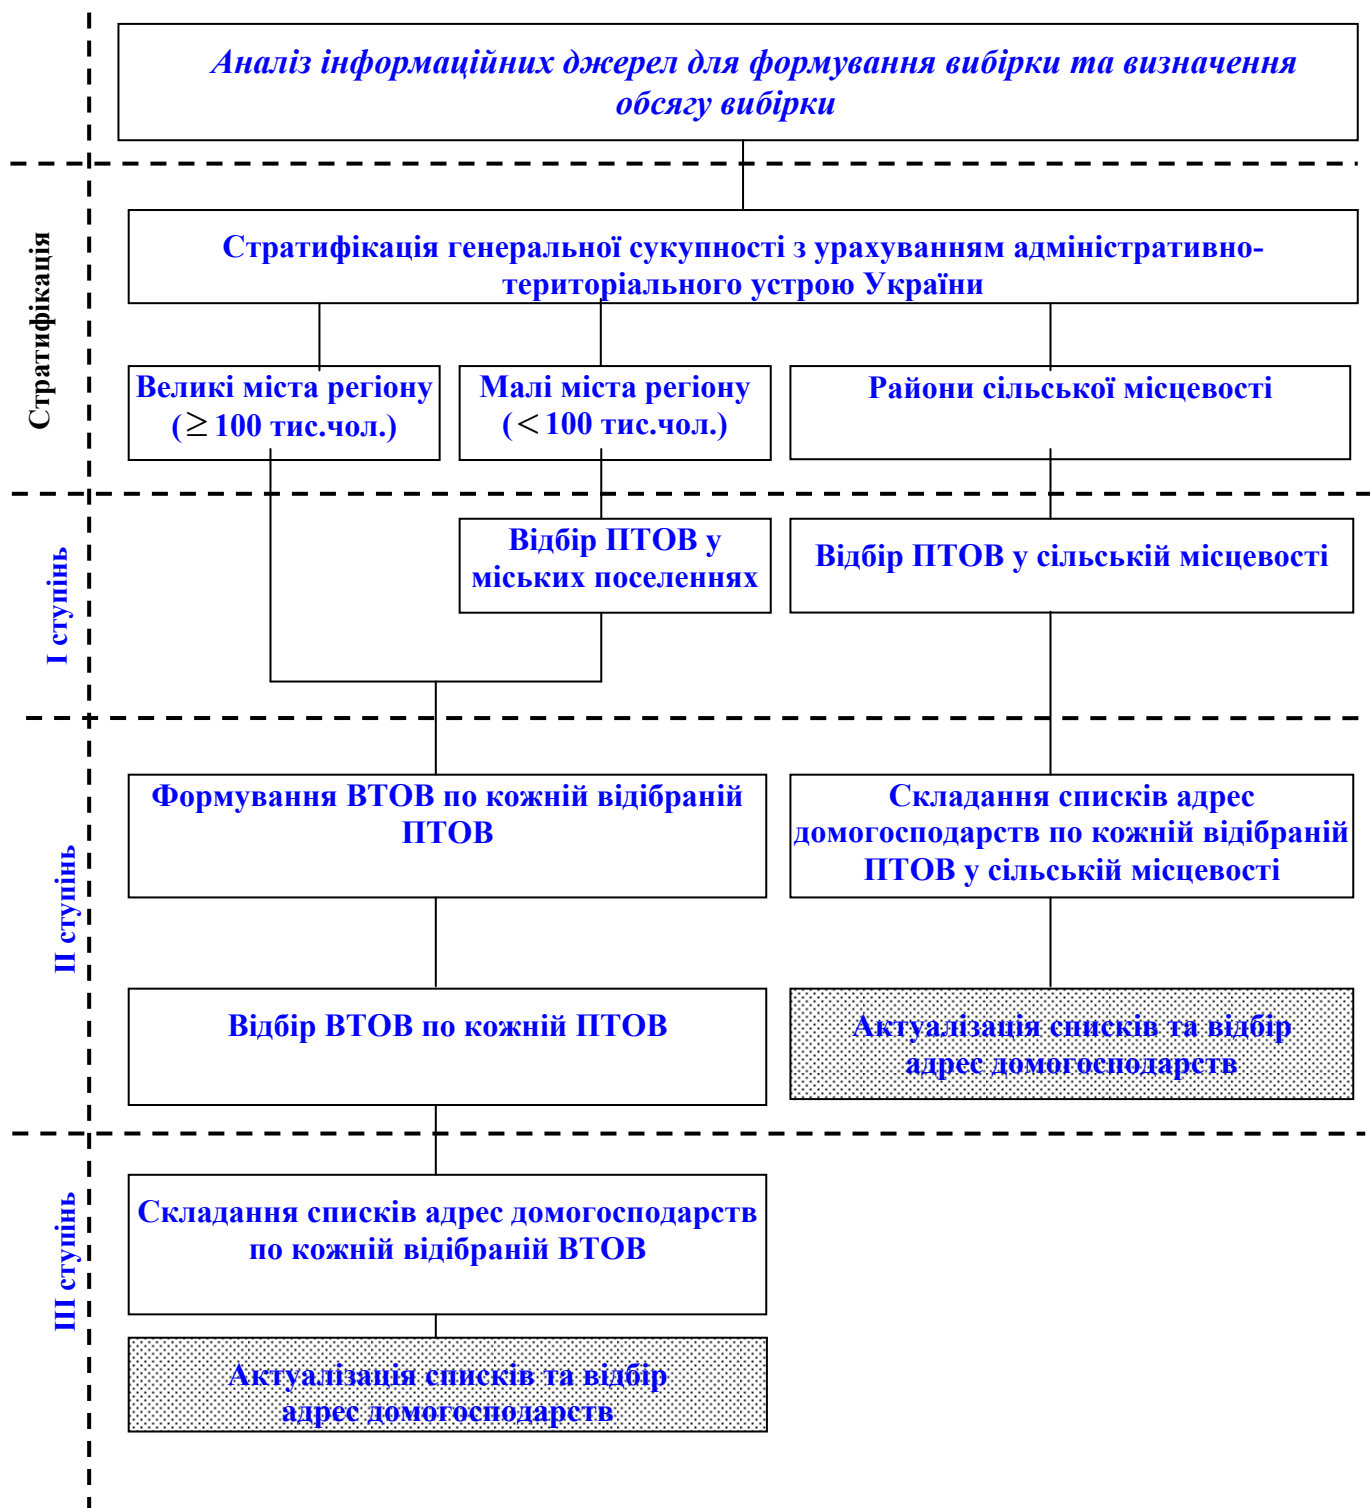 Аналіз інформаційних джерел для формування вибірки та визначення
обсягу вибірки
Стратифікація
Стратифікація генеральної сукупності з урахуванням адміністративно-
територіального устрою України
Великі міста регіону
(≥ 100 тис.чол.)
Малі міста регіону
(< 100 тис.чол.)
Райони сільської місцевості
I ступінь
Відбір ПТОВ у
міських поселеннях
Відбір ПТОВ у сільській місцевості
II ступінь
Формування ВТОВ по кожній відібраній
ПТОВ
Складання списків адрес
домогосподарств по кожній відібраній
ПТОВ у сільській місцевості
Відбір ВТОВ по кожній ПТОВ
Актуалізація списків та відбір
адрес домогосподарств
III ступінь
Складання списків адрес домогосподарств
по кожній відібраній ВТОВ
Актуалізація списків та відбір
адрес домогосподарств